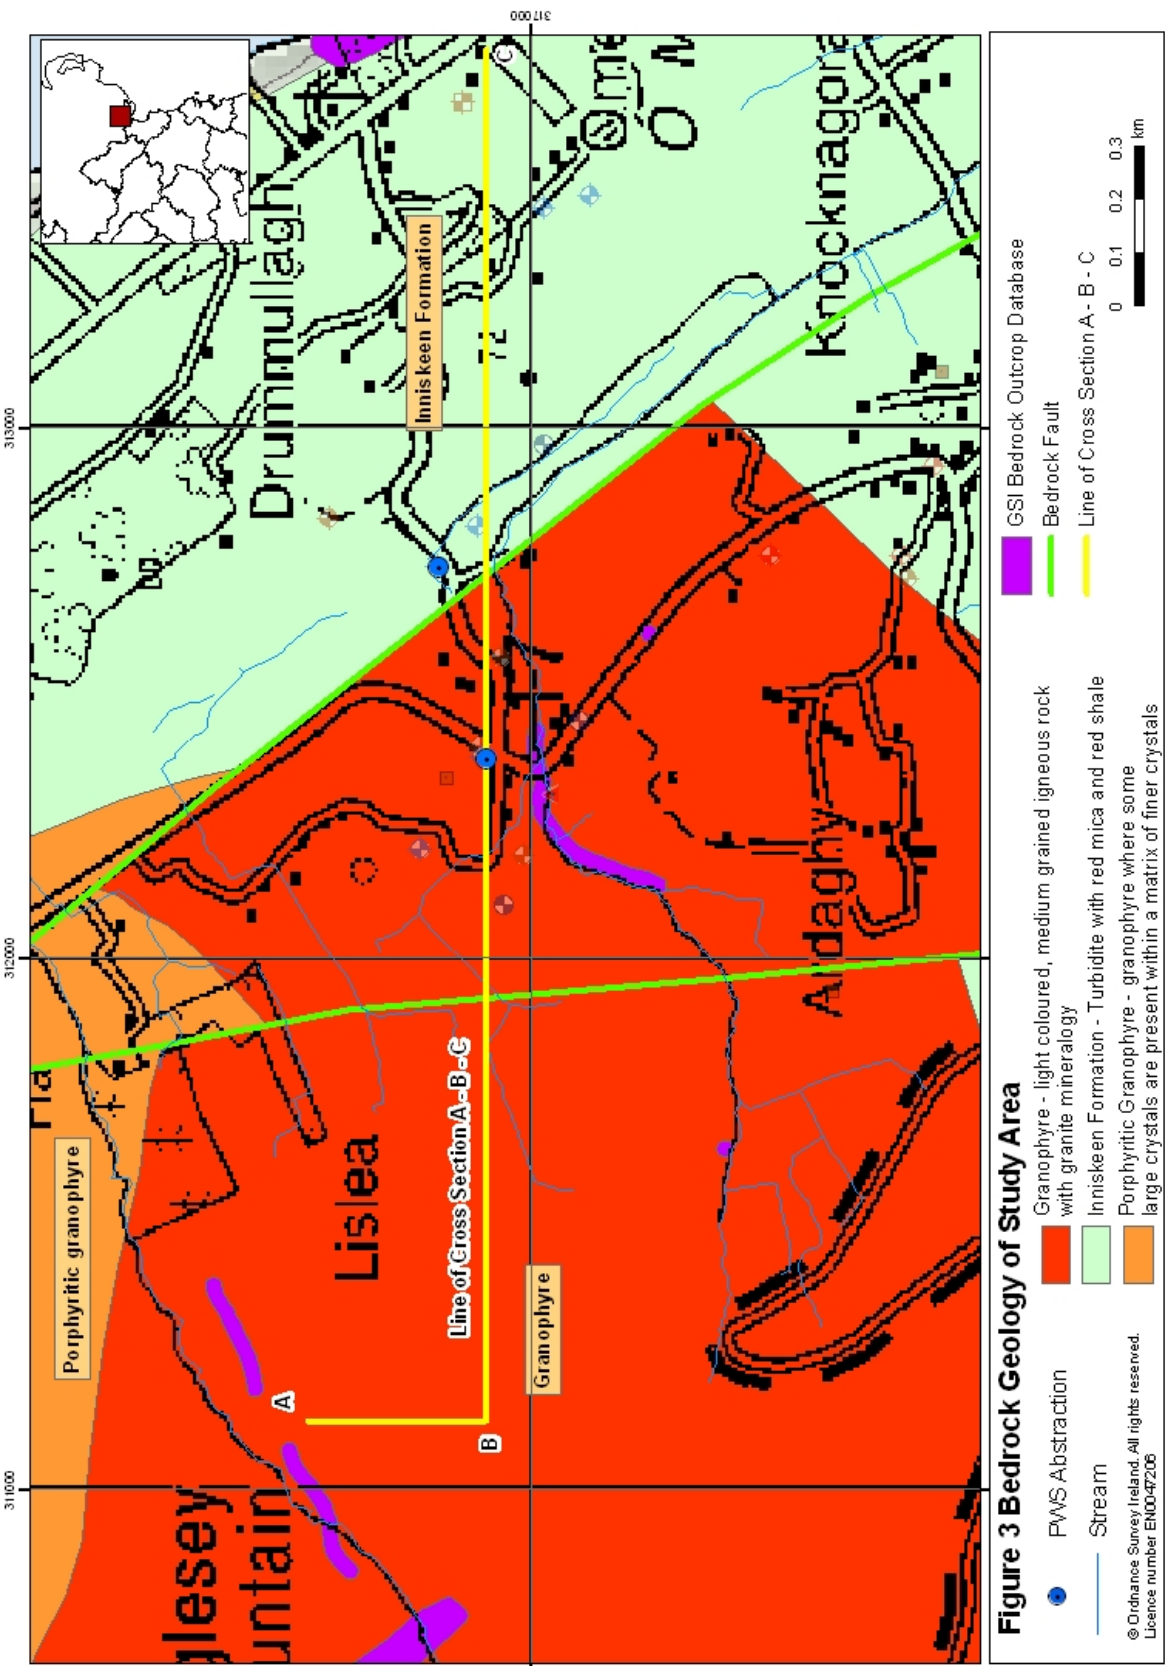 317000
313000
312000
311000
Drummullagh
Inniskeen Formation
Knocknagora
Lislea
Line of Cross Section A-B-C
Porphyritic granophyre
Granophyre
Ardaghy
A
B
C
Figure 3 Bedrock Geology of Study Area
PWS Abstraction
Stream
© Ordnance Survey Ireland. All rights reserved.
Licence number EN0047206
Granophyre - light coloured, medium grained igneous rock
with granite mineralogy
Inniskeen Formation - Turbidite with red mica and red shale
Porphyritic Granophyre - granophyre where some
large crystals are present within a matrix of finer crystals
GSI Bedrock Outcrop Database
Bedrock Fault
Line of Cross Section A - B - C
0 0.1 0.2 0.3
km